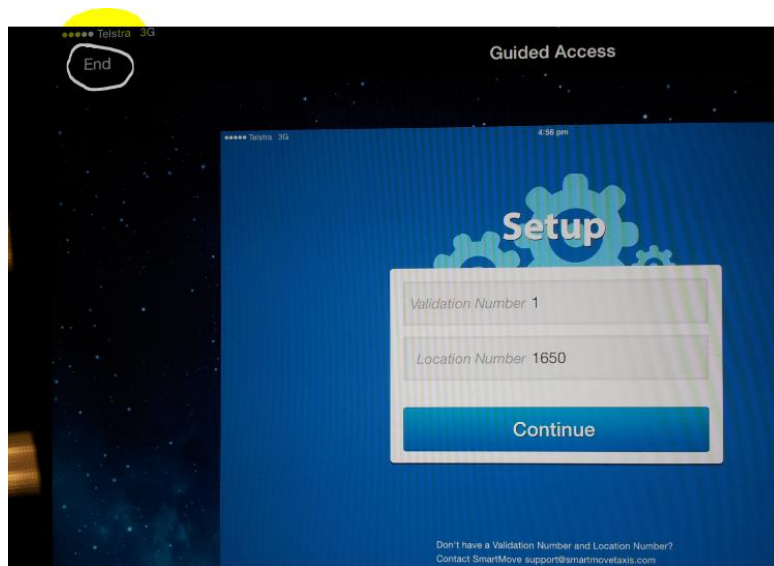 ●●●●● Telstra 3G
End
Guided Access
●●●●● Telstra 3G 4:56 pm
Setup
Validation Number 1
Location Number 1650
Continue
Don't have a Validation Number and Location Number?
Contact SmartMove support@smartmovetaxis.com